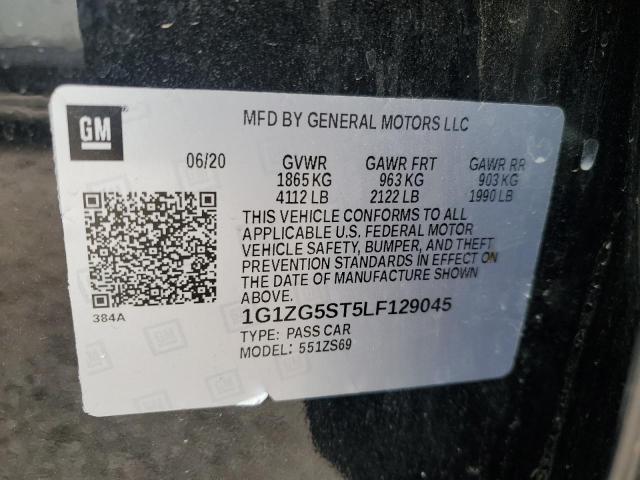 GM
MFD BY GENERAL MOTORS LLC
06/20 GVWR GAWR FRT GAWR RR
1865 KG 963 KG 903 KG
4112 LB 2122 LB 1990 LB
THIS VEHICLE CONFORMS TO ALL
APPLICABLE U.S. FEDERAL MOTOR
VEHICLE SAFETY, BUMPER, AND THEFT
PREVENTION STANDARDS IN EFFECT ON
THE DATE OF MANUFACTURE SHOWN
ABOVE.
384A
1G1ZG5ST5LF129045
TYPE: PASS CAR
MODEL: 551ZS69